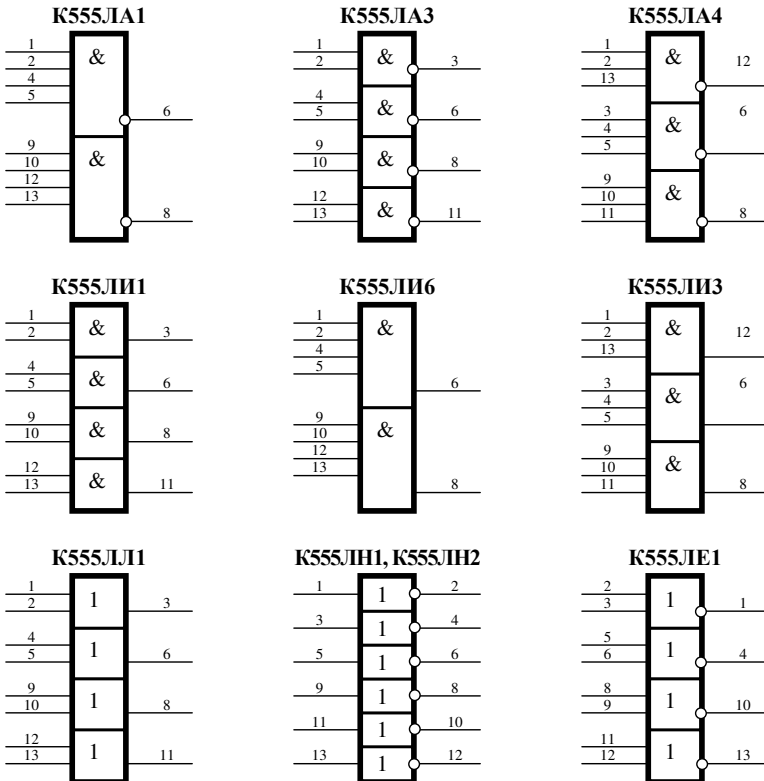 К555ЛА1 К555ЛА3 К555ЛА4
1 & 1 & 1 &
2 2 3 2 12
4 13
5 4 & 3 &
6 5 6 4 6
9 & 9 & 5
10 10 8 9 &
12 12 & 10
13 8 13 11 11 8
К555ЛИ1 К555ЛИ6 К555ЛИ3
1 & 1 & 1 &
2 3 2 2 12
4 & 4 13
5 6 5 6 3 & 6
9 & 9 & 4
10 8 10 5
12 & 12 9 &
13 11 13 10
8 11 8
К555ЛЛ1 К555ЛН1, К555ЛН2 К555ЛЕ1
1 1 1 1 2 2 1
2 3 3 1 4 3 1
4 1 5 1 6 5 1
5 6 9 1 8 6 4
9 1 11 1 10 8 1
10 8 13 1 12 9 10
12 1 11 1
13 11 12 13